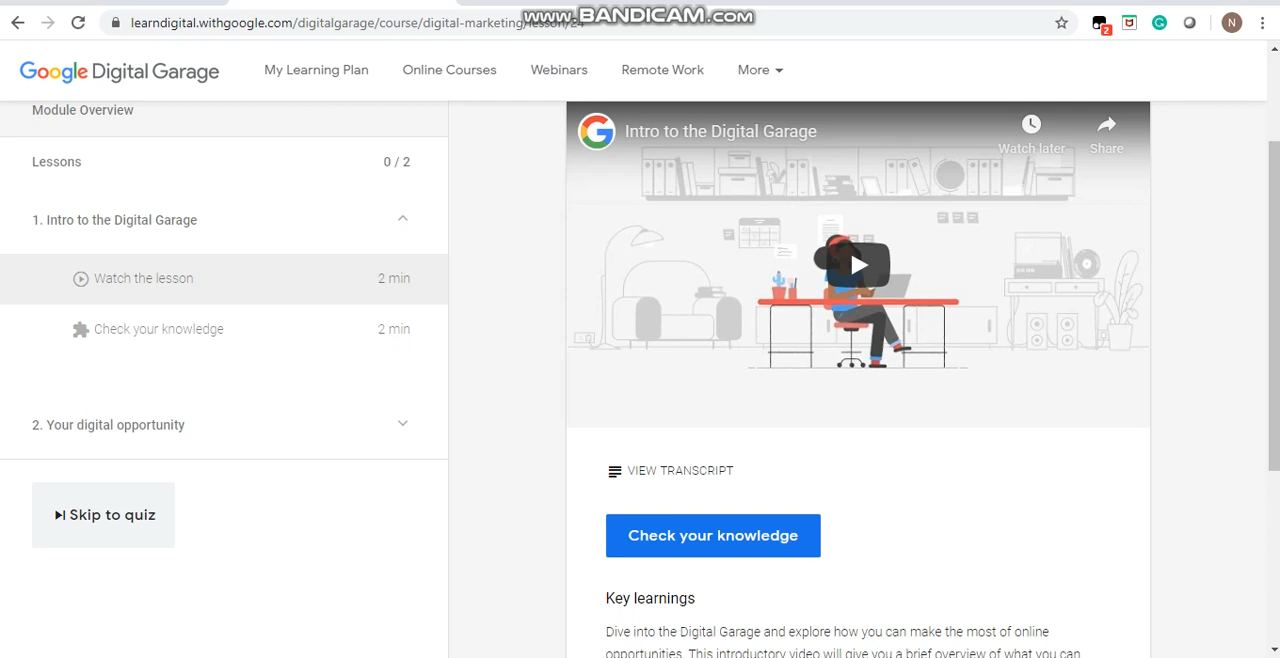 www.BANDICAM.com
learndigital.withgoogle.com/digitalgarage/course/digital-marketing/lesson/24
2
N
Google Digital Garage
My Learning Plan
Online Courses
Webinars
Remote Work
More
Module Overview
Lessons
0 / 2
1. Intro to the Digital Garage
Watch the lesson
2 min
Check your knowledge
2 min
2. Your digital opportunity
Skip to quiz
G
Intro to the Digital Garage
Watch later
Share
VIEW TRANSCRIPT
Check your knowledge
Key learnings
Dive into the Digital Garage and explore how you can make the most of online
opportunities. This introductory video will give you a brief overview of what you can